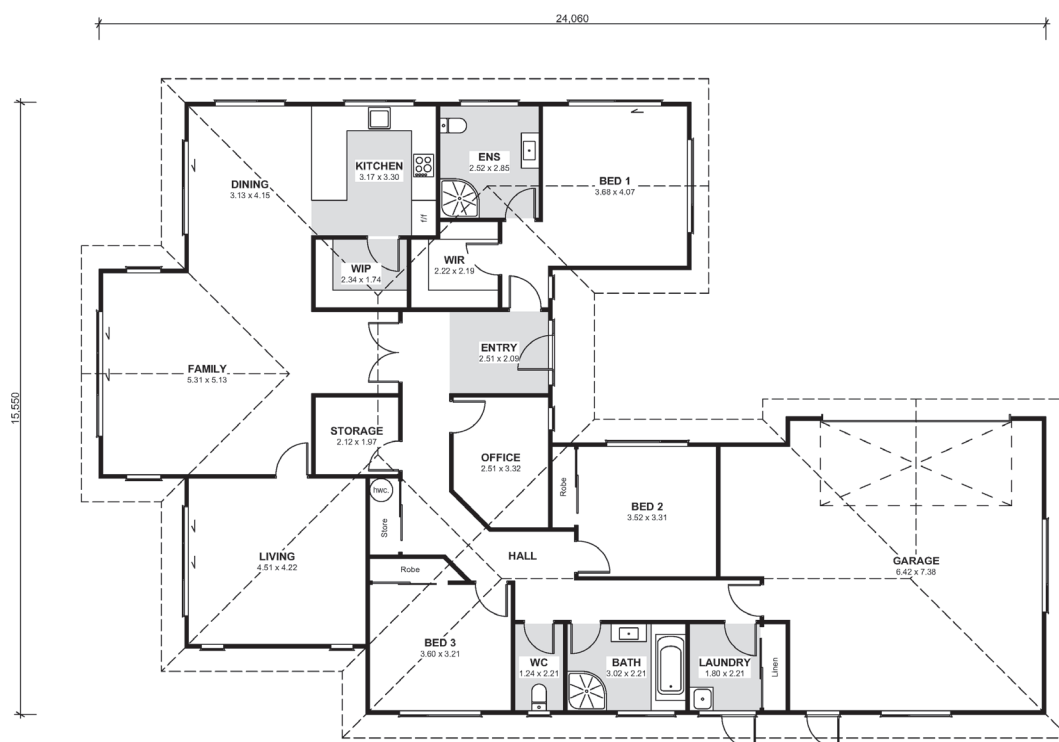 24,060
15,550
KITCHEN
3.17 x 3.30
ENS
2.52 x 2.85
BED 1
3.68 x 4.07
DINING
3.13 x 4.15
f/f
WIP
2.34 x 1.74
WIR
2.22 x 2.19
ENTRY
2.51 x 2.09
FAMILY
5.31 x 5.13
STORAGE
2.12 x 1.97
OFFICE
2.51 x 3.32
hwc.
Store
Robe
BED 2
3.52 x 3.31
HALL
GARAGE
6.42 x 7.38
LIVING
4.51 x 4.22
Robe
BED 3
3.60 x 3.21
WC
1.24 x 2.21
BATH
3.02 x 2.21
LAUNDRY
1.80 x 2.21
Linen